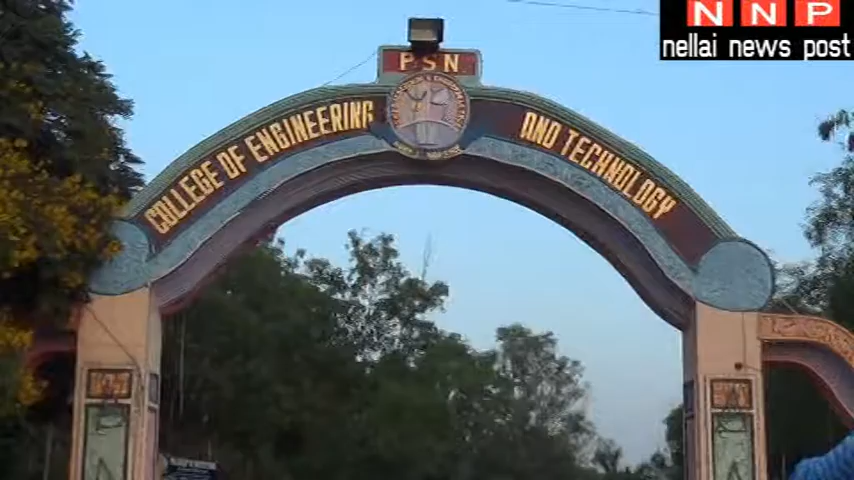 NNP
nellai news post
PSN
COLLEGE OF ENGINEERING AND TECHNOLOGY